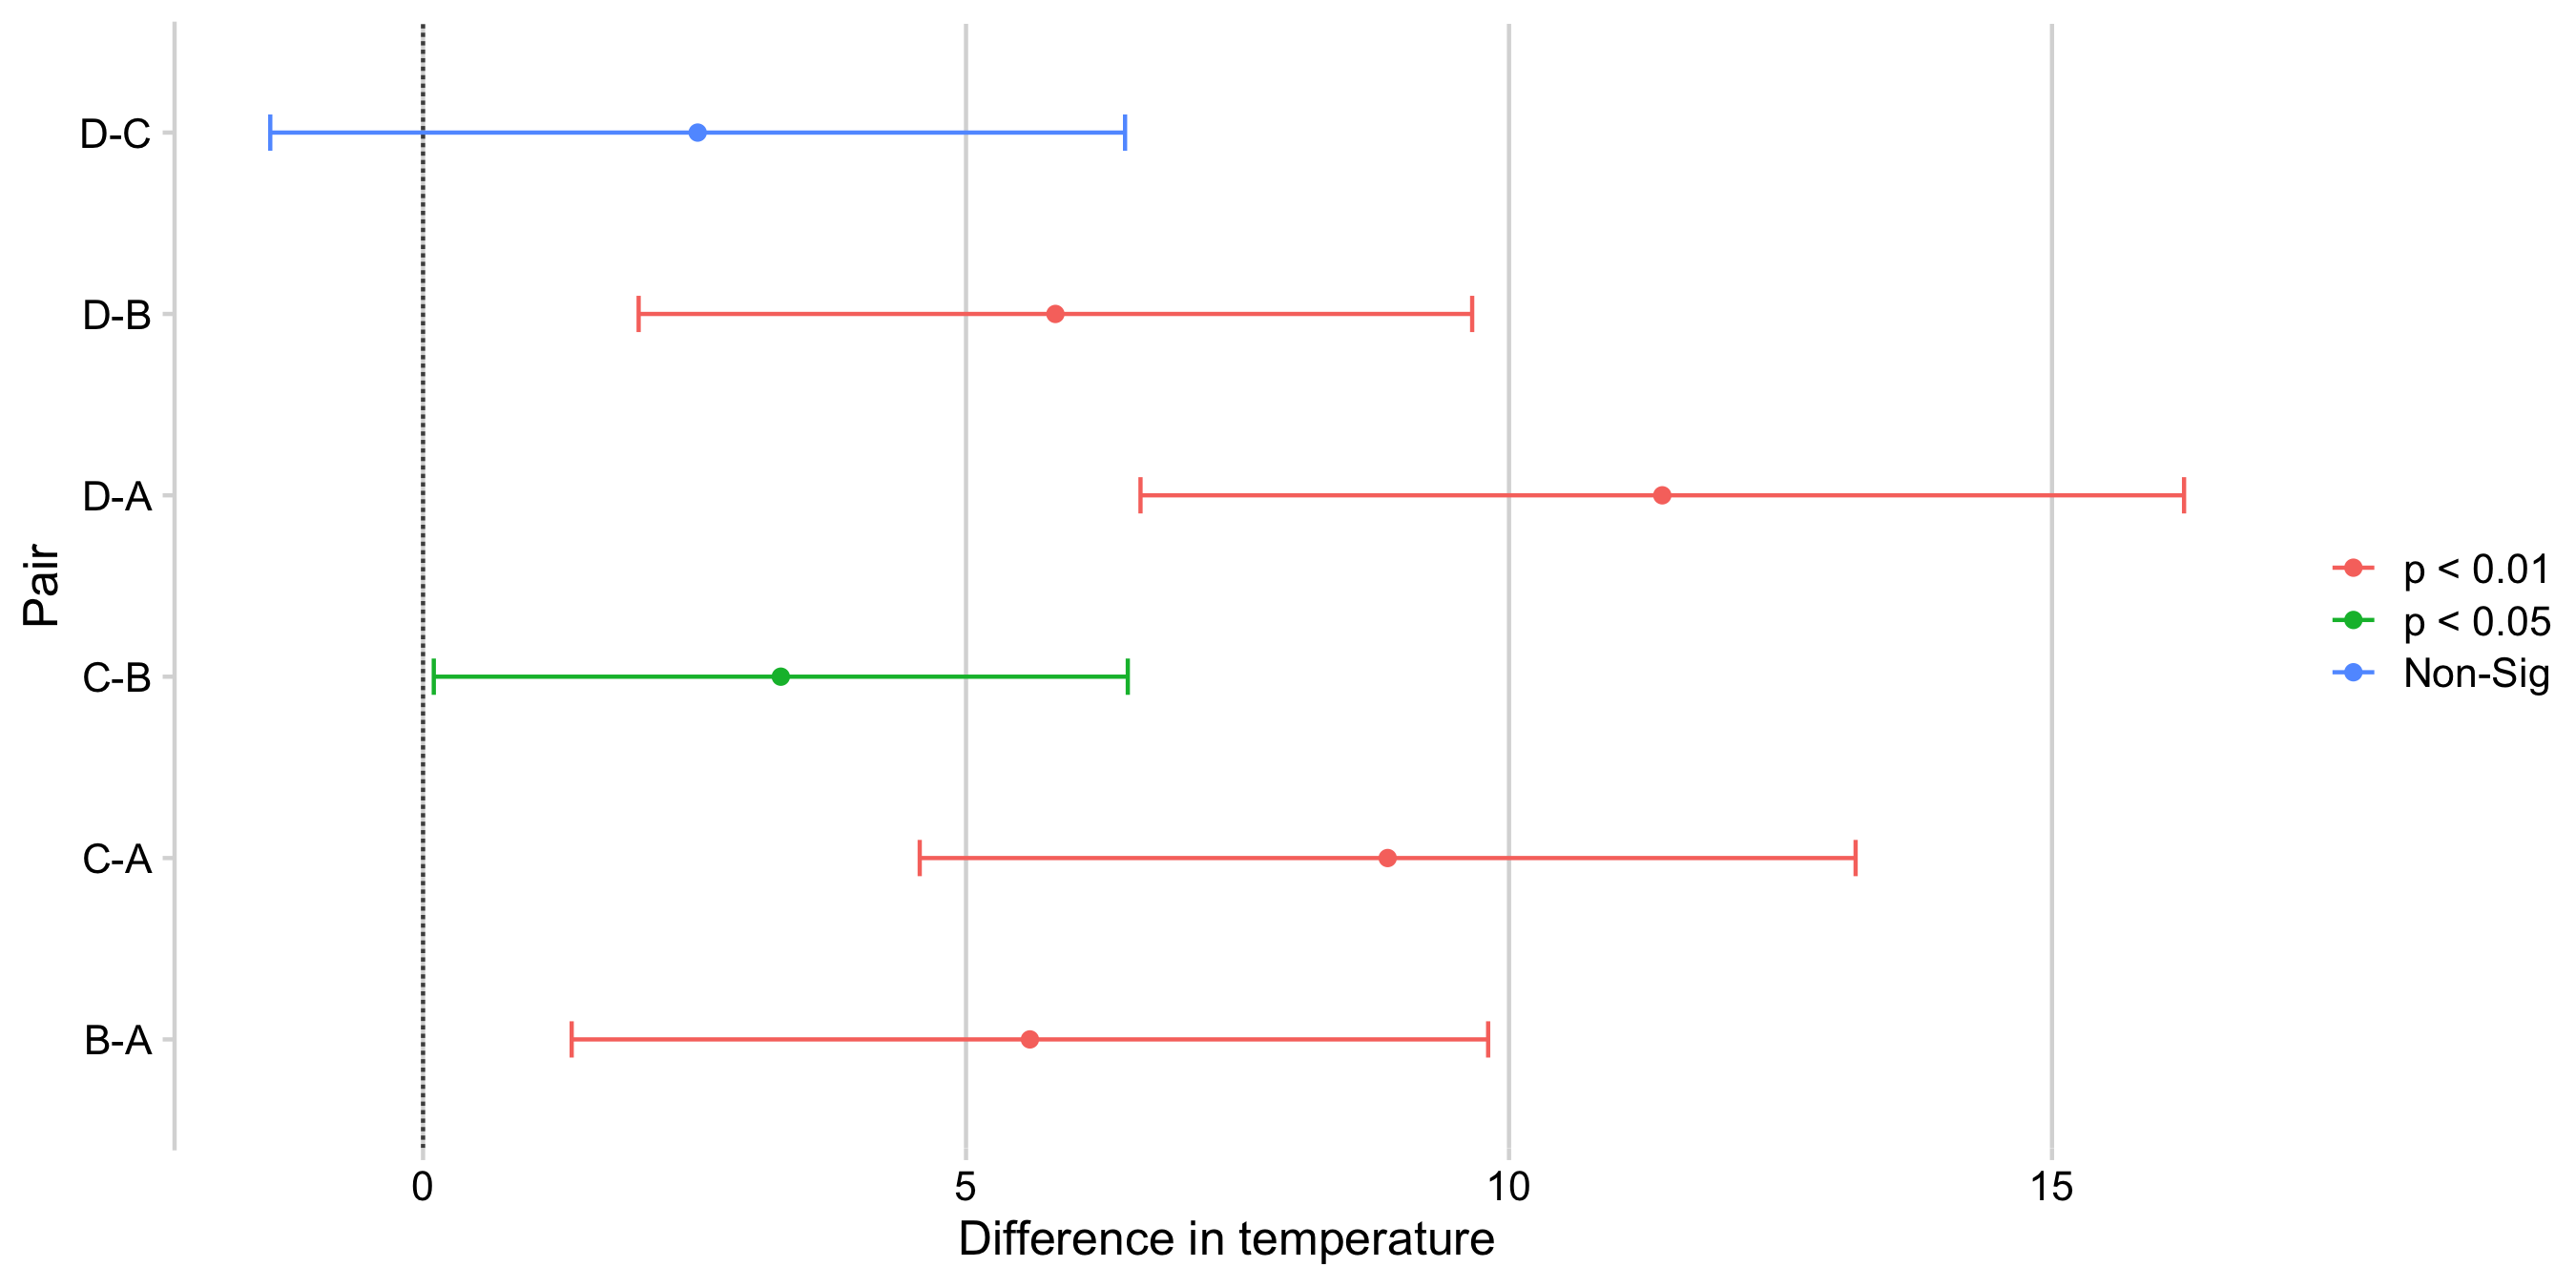 D-C
D-B
D-A
C-B
C-A
B-A
Pair
0 5 10 15
Difference in temperature
p < 0.01
p < 0.05
Non-Sig